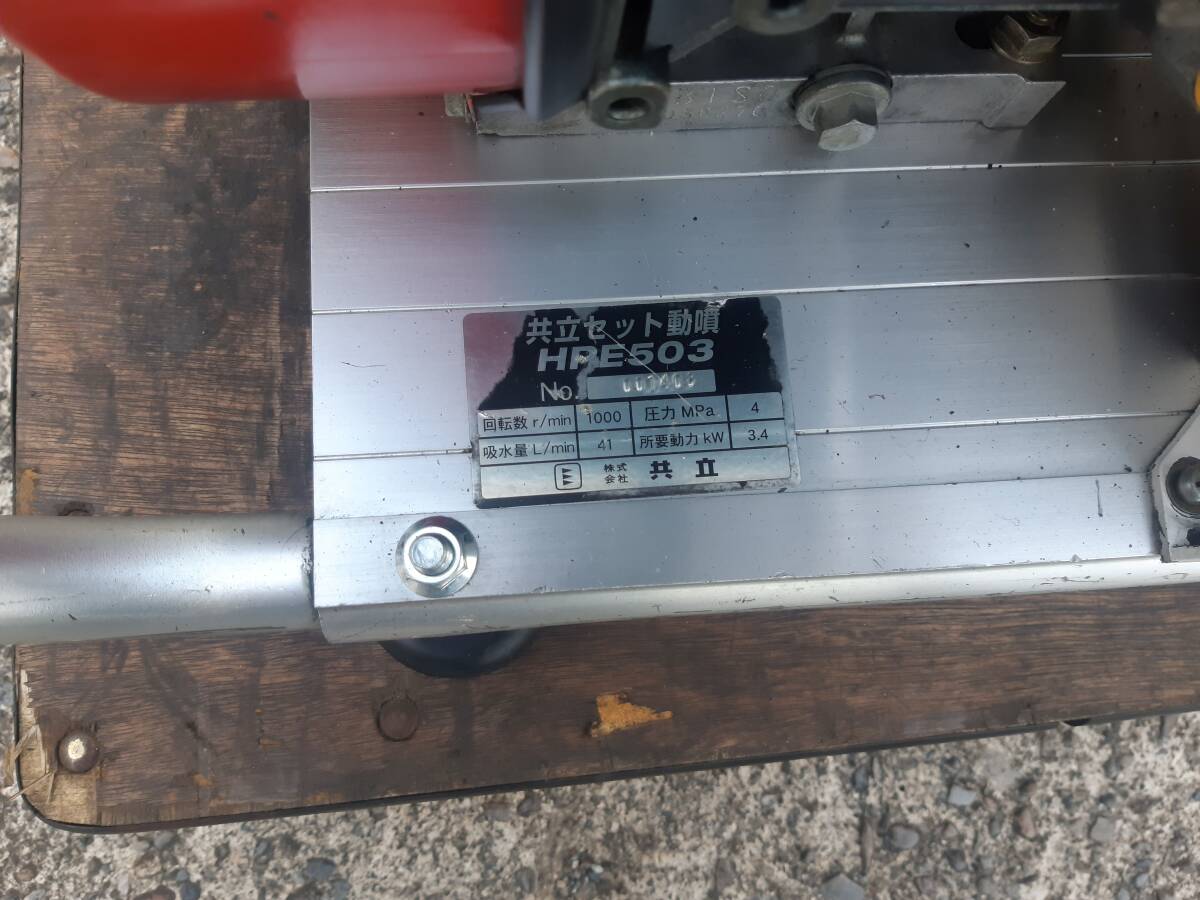 共立セット動噴
HPE503
No.
回転数 r/min 1000 圧力 MPa 4
吸水量 L/min 41 所要動力 kW 3.4
株式会社 共立